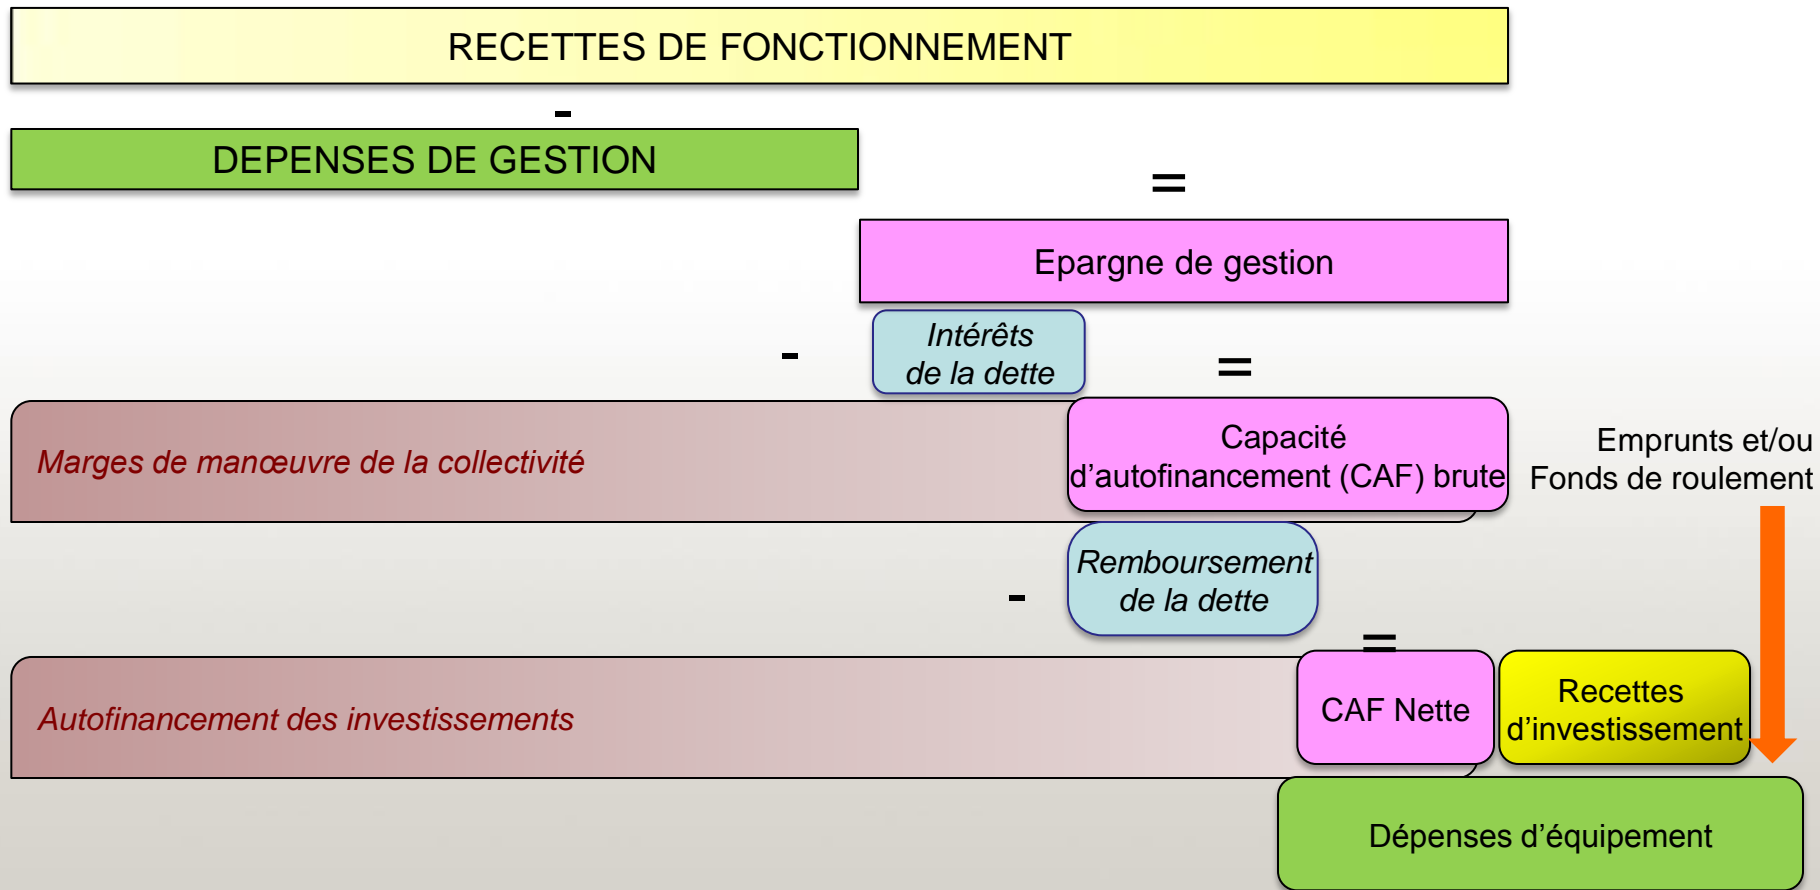 RECETTES DE FONCTIONNEMENT
-
DEPENSES DE GESTION
=
Epargne de gestion
-
Intérêts
de la dette
=
Marges de manœuvre de la collectivité
Capacité
d’autofinancement (CAF) brute
Emprunts et/ou
Fonds de roulement
-
Remboursement
de la dette
=
Autofinancement des investissements
CAF Nette
Recettes
d’investissement
Dépenses d’équipement